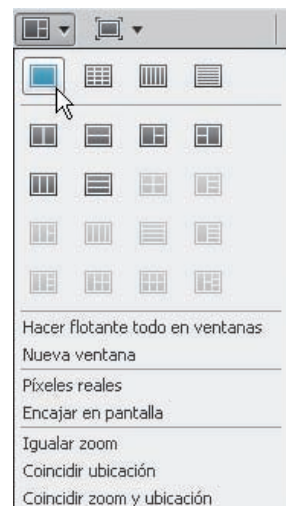 Hacer flotante todo en ventanas
Nueva ventana
Píxeles reales
Encajar en pantalla
Igualar zoom
Coincidir ubicación
Coincidir zoom y ubicación